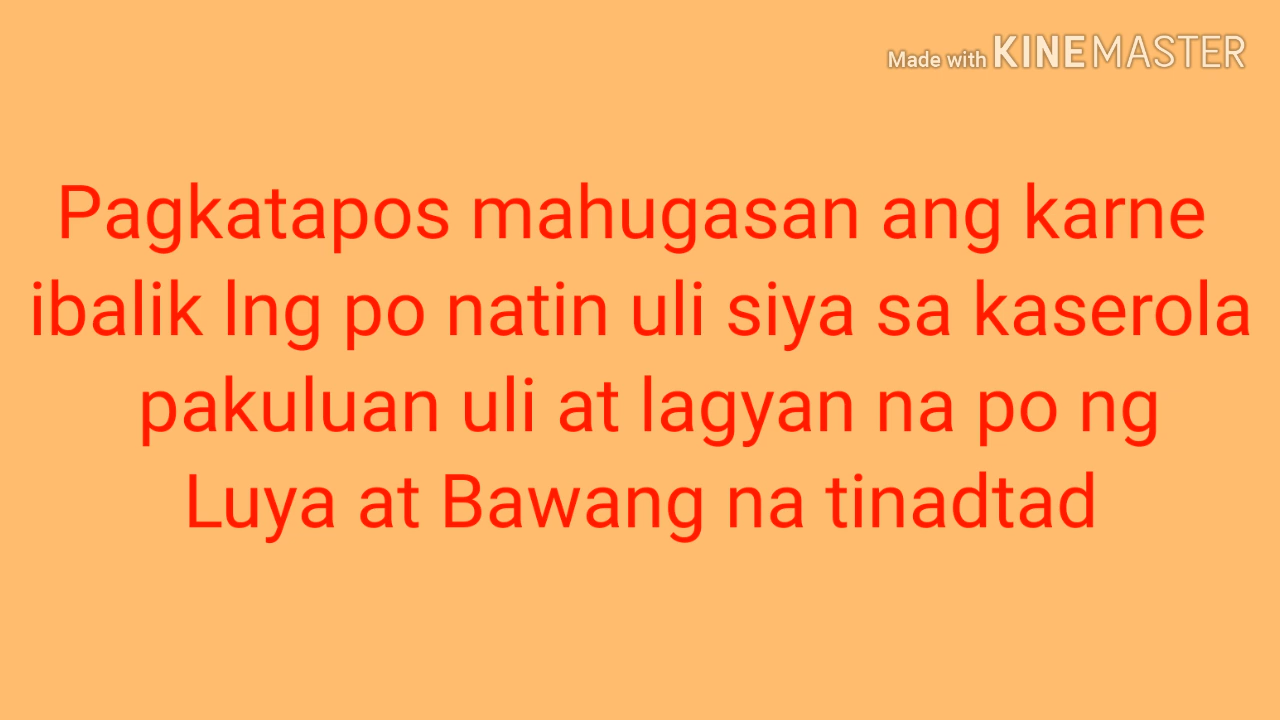 Made with KINEMASTER
Pagkatapos mahugasan ang karne
ibalik lng po natin uli siya sa kaserola
pakuluan uli at lagyan na po ng
Luya at Bawang na tinadtad